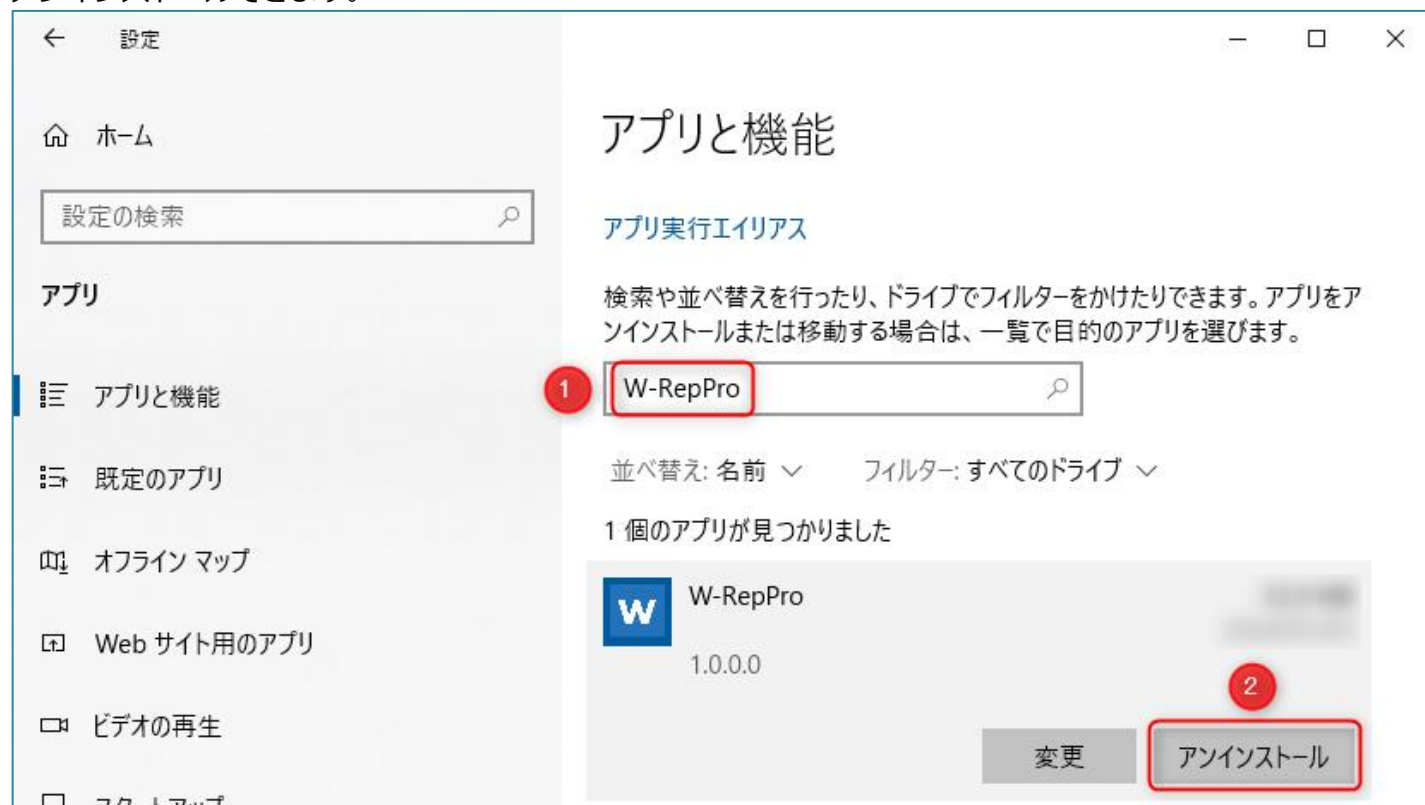 設定
ホーム
設定の検索
アプリ
アプリと機能
既定のアプリ
オフライン マップ
Web サイト用のアプリ
ビデオの再生
アプリと機能
アプリ実行エイリアス
検索や並べ替えを行ったり、ドライブでフィルターをかけたりできます。アプリをア
ンインストールまたは移動する場合は、一覧で目的のアプリを選びます。
1
W-RepPro
並べ替え: 名前
フィルター: すべてのドライブ
1 個のアプリが見つかりました
W
W-RepPro
1.0.0.0
2
変更
アンインストール